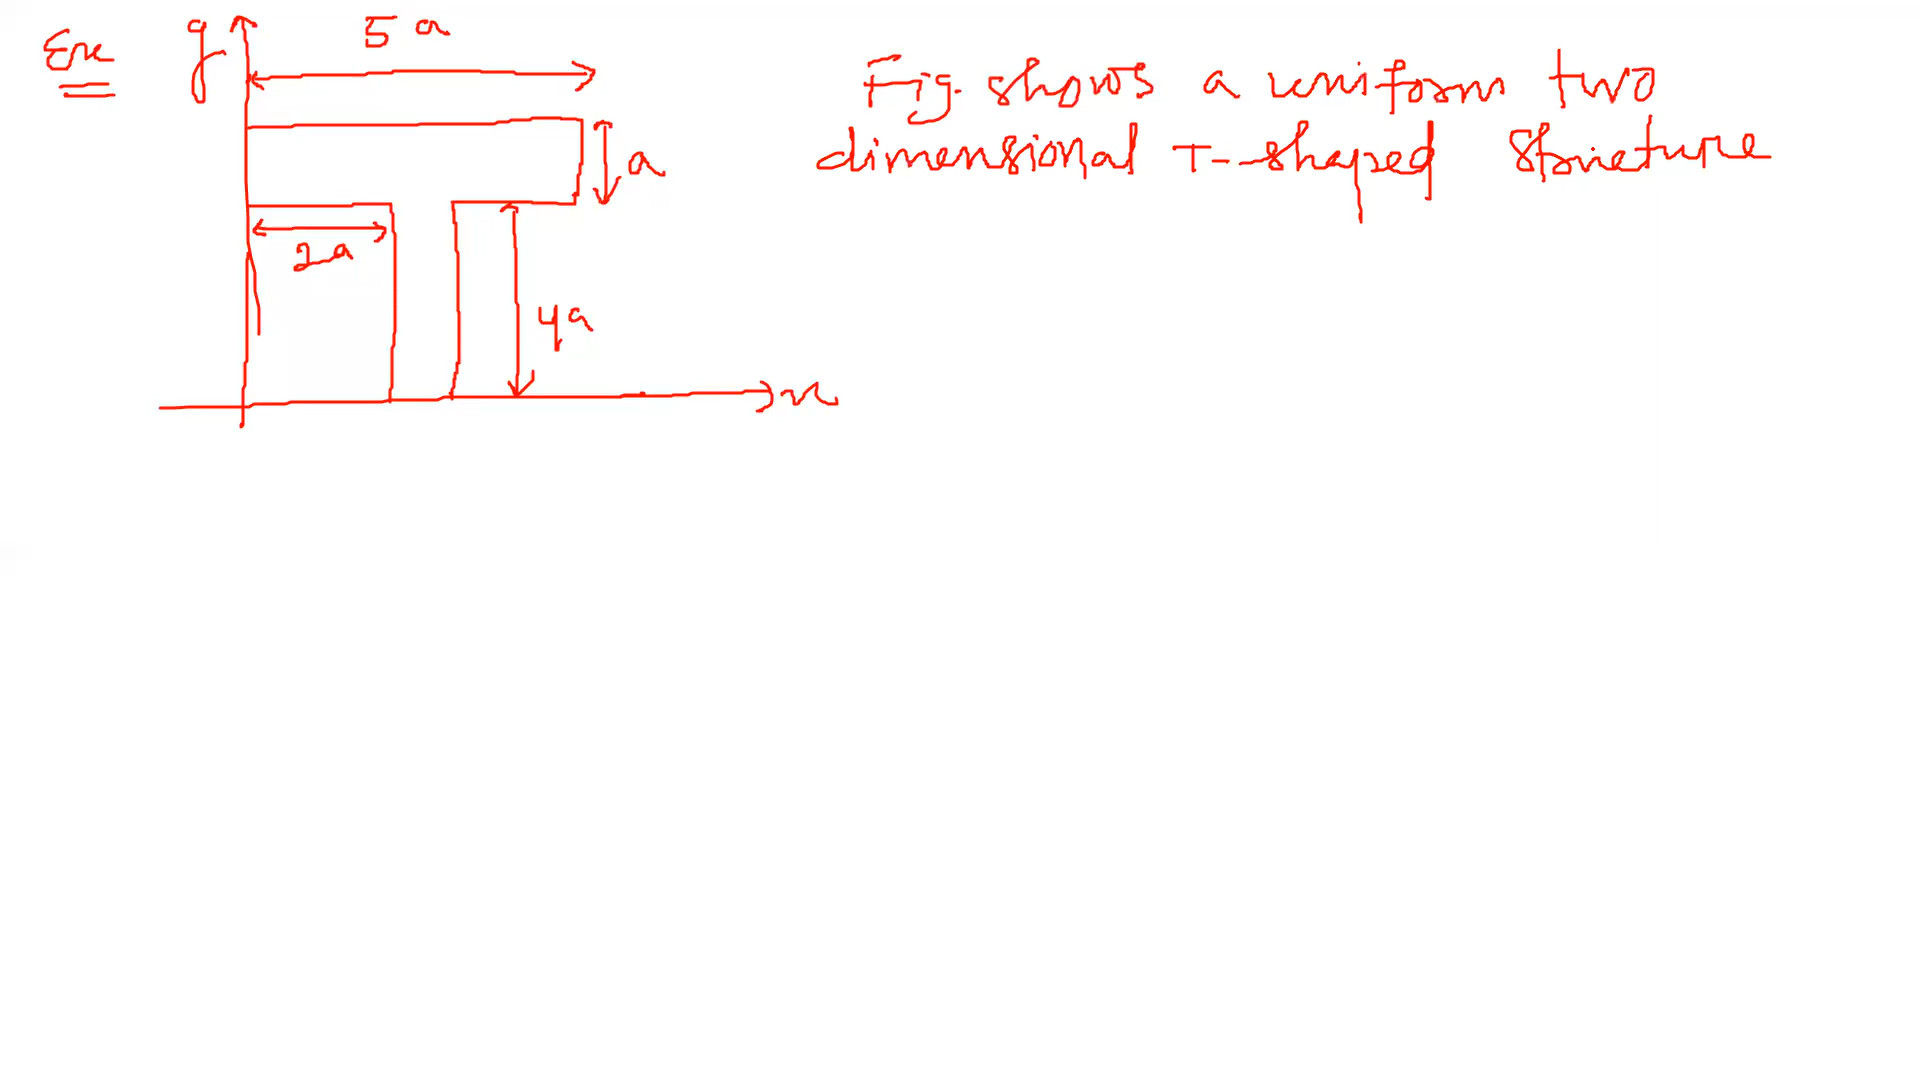 Ex
y
5a
a
2a
4a
x
Fig. shows a uniform two
dimensional T-shaped structure